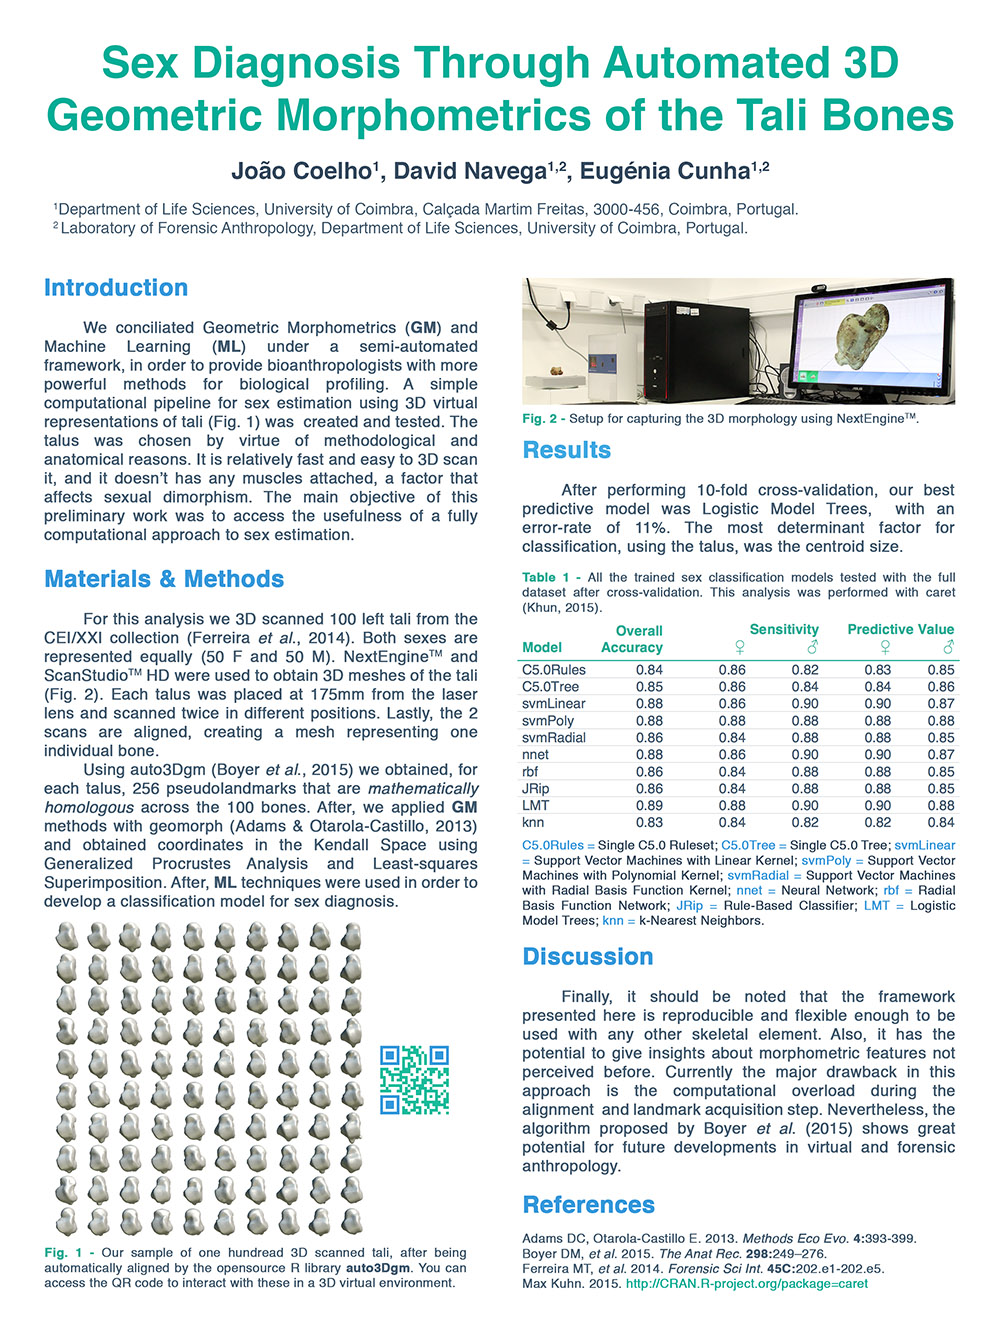 Sex Diagnosis Through Automated 3D
Geometric Morphometrics of the Tali Bones
João Coelho¹, David Navega¹,², Eugénia Cunha¹,²
¹Department of Life Sciences, University of Coimbra, Calçada Martim Freitas, 3000-456, Coimbra, Portugal.
² Laboratory of Forensic Anthropology, Department of Life Sciences, University of Coimbra, Portugal.
Introduction
We conciliated Geometric Morphometrics (GM) and
Machine Learning (ML) under a semi-automated
framework, in order to provide bioanthropologists with more
powerful methods for biological profiling. A simple
computational pipeline for sex estimation using 3D virtual
representations of tali (Fig. 1) was created and tested. The
talus was chosen by virtue of methodological and
anatomical reasons. It is relatively fast and easy to 3D scan
it, and it doesn't has any muscles attached, a factor that
affects sexual dimorphism. The main objective of this
preliminary work was to access the usefulness of a fully
computational approach to sex estimation.
Materials & Methods
For this analysis we 3D scanned 100 left tali from the
CEI/XXI collection (Ferreira et al., 2014). Both sexes are
represented equally (50 F and 50 M). NextEngine™ and
ScanStudio™ HD were used to obtain 3D meshes of the tali
(Fig. 2). Each talus was placed at 175mm from the laser
lens and scanned twice in different positions. Lastly, the 2
scans are aligned, creating a mesh representing one
individual bone.
Using auto3Dgm (Boyer et al., 2015) we obtained, for
each talus, 256 pseudolandmarks that are mathematically
homologous across the 100 bones. After, we applied GM
methods with geomorph (Adams & Otarola-Castillo, 2013)
and obtained coordinates in the Kendall Space using
Generalized Procrustes Analysis and Least-squares
Superimposition. After, ML techniques were used in order to
develop a classification model for sex diagnosis.
Fig. 1 - Our sample of one hundread 3D scanned tali, after being
automatically aligned by the opensource R library auto3Dgm. You can
access the QR code to interact with these in a 3D virtual environment.
Fig. 2 - Setup for capturing the 3D morphology using NextEngine™.
Results
After performing 10-fold cross-validation, our best
predictive model was Logistic Model Trees, with an
error-rate of 11%. The most determinant factor for
classification, using the talus, was the centroid size.
Table 1 - All the trained sex classification models tested with the full
dataset after cross-validation. This analysis was performed with caret
(Khun, 2015).
Overall Sensitivity Predictive Value
Model Accuracy ♀ ♂ ♀ ♂
C5.0Rules 0.84 0.86 0.82 0.83 0.85
C5.0Tree 0.85 0.86 0.84 0.84 0.86
svmLinear 0.88 0.86 0.90 0.90 0.87
svmPoly 0.88 0.88 0.88 0.88 0.88
svmRadial 0.86 0.84 0.88 0.88 0.85
nnet 0.88 0.86 0.90 0.90 0.87
rbf 0.86 0.84 0.88 0.88 0.85
JRip 0.86 0.84 0.88 0.88 0.85
LMT 0.89 0.88 0.90 0.90 0.88
knn 0.83 0.84 0.82 0.82 0.84
C5.0Rules = Single C5.0 Ruleset; C5.0Tree = Single C5.0 Tree; svmLinear
= Support Vector Machines with Linear Kernel; svmPoly = Support Vector
Machines with Polynomial Kernel; svmRadial = Support Vector Machines
with Radial Basis Function Kernel; nnet = Neural Network; rbf = Radial
Basis Function Network; JRip = Rule-Based Classifier; LMT = Logistic
Model Trees; knn = k-Nearest Neighbors.
Discussion
Finally, it should be noted that the framework
presented here is reproducible and flexible enough to be
used with any other skeletal element. Also, it has the
potential to give insights about morphometric features not
perceived before. Currently the major drawback in this
approach is the computational overload during the
alignment and landmark acquisition step. Nevertheless, the
algorithm proposed by Boyer et al. (2015) shows great
potential for future developments in virtual and forensic
anthropology.
References
Adams DC, Otarola-Castillo E. 2013. Methods Eco Evo. 4:393-399.
Boyer DM, et al. 2015. The Anat Rec. 298:249–276.
Ferreira MT, et al. 2014. Forensic Sci Int. 45C:202.e1-202.e5.
Max Kuhn. 2015. http://CRAN.R-project.org/package=caret